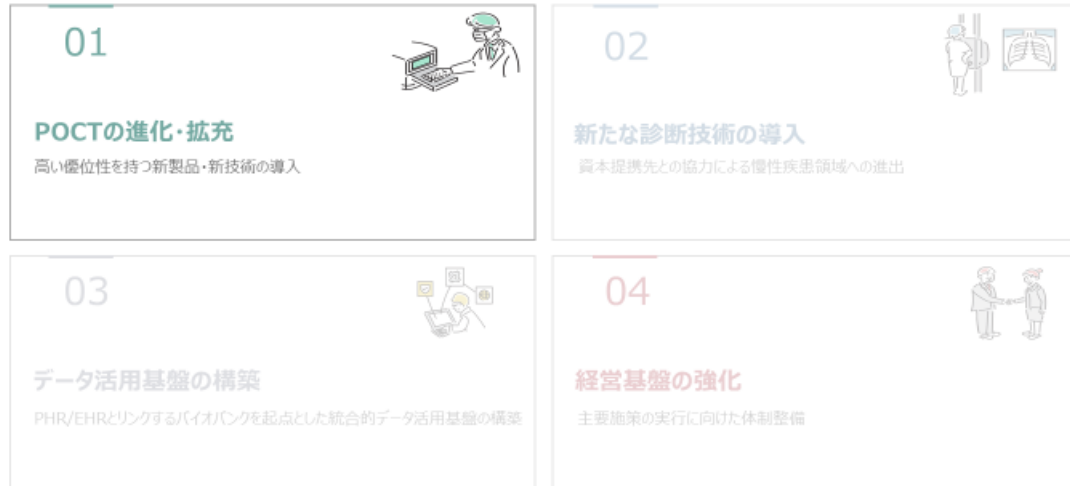 01
POCTの進化・拡充
高い優位性を持つ新製品・新技術の導入
02
新たな診断技術の導入
資本提携先との協力による慢性疾患領域への進出
03
データ活用基盤の構築
PHR/EHRとリンクするバイオバンクを起点とした統合的データ活用基盤の構築
04
経営基盤の強化
主要施策の実行に向けた体制整備